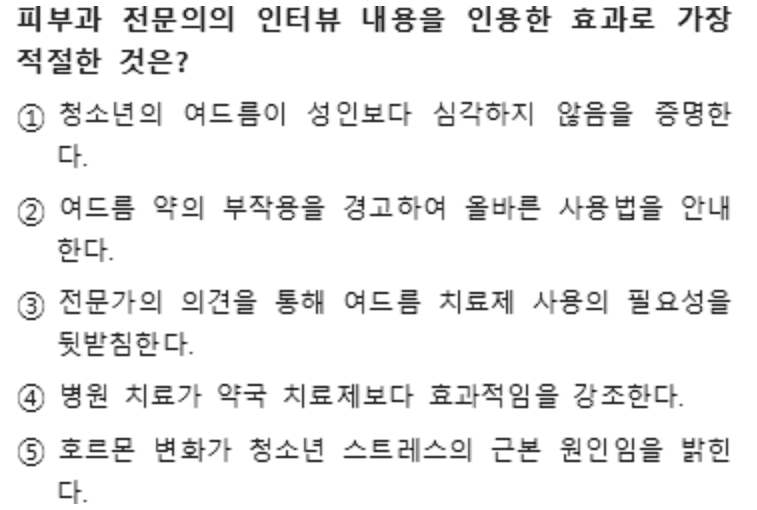 피부과 전문의의 인터뷰 내용을 인용한 효과로 가장
적절한 것은?
① 청소년의 여드름이 성인보다 심각하지 않음을 증명한
다.
② 여드름 약의 부작용을 경고하여 올바른 사용법을 안내
한다.
③ 전문가의 의견을 통해 여드름 치료제 사용의 필요성을
뒷받침한다.
④ 병원 치료가 약국 치료제보다 효과적임을 강조한다.
⑤ 호르몬 변화가 청소년 스트레스의 근본 원인임을 밝힌
다.